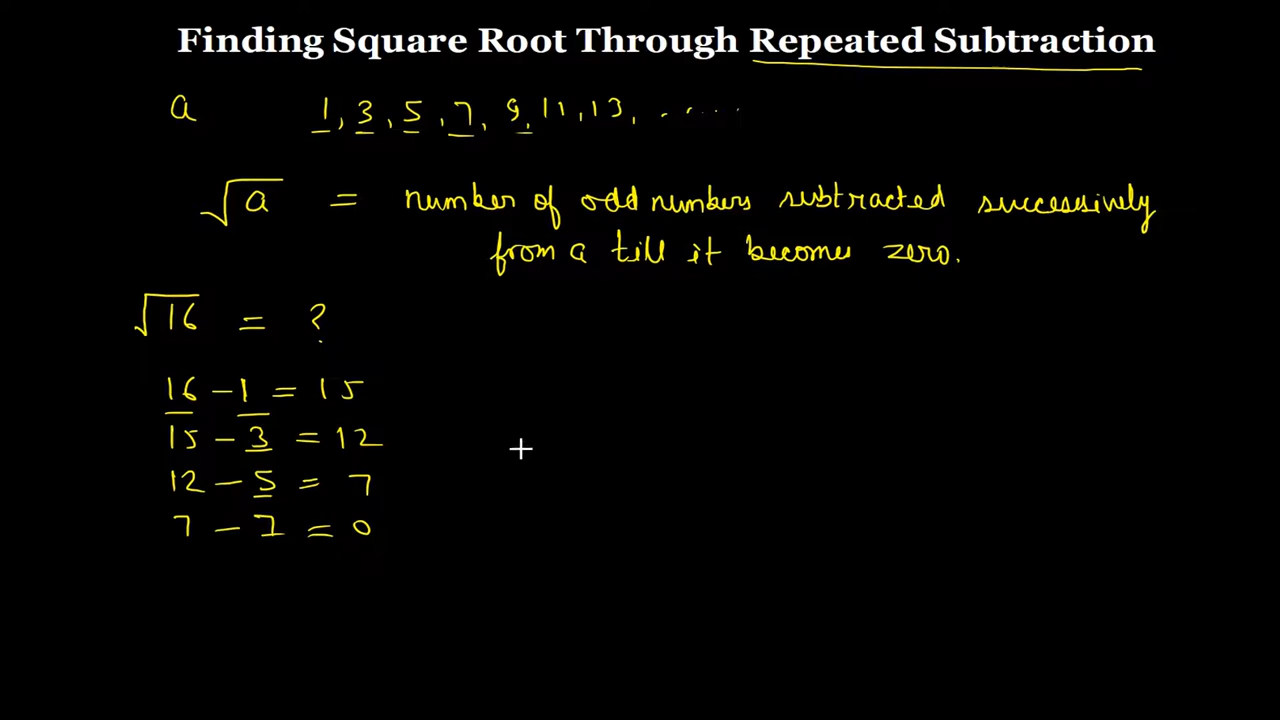 Finding Square Root Through Repeated Subtraction
a 1, 3, 5, 7, 9, 11, 13, ......
√a = number of odd numbers subtracted successively
from a till it become zero.
√16 = ?
16 - 1 = 15
15 - 3 = 12
12 - 5 = 7
7 - 7 = 0